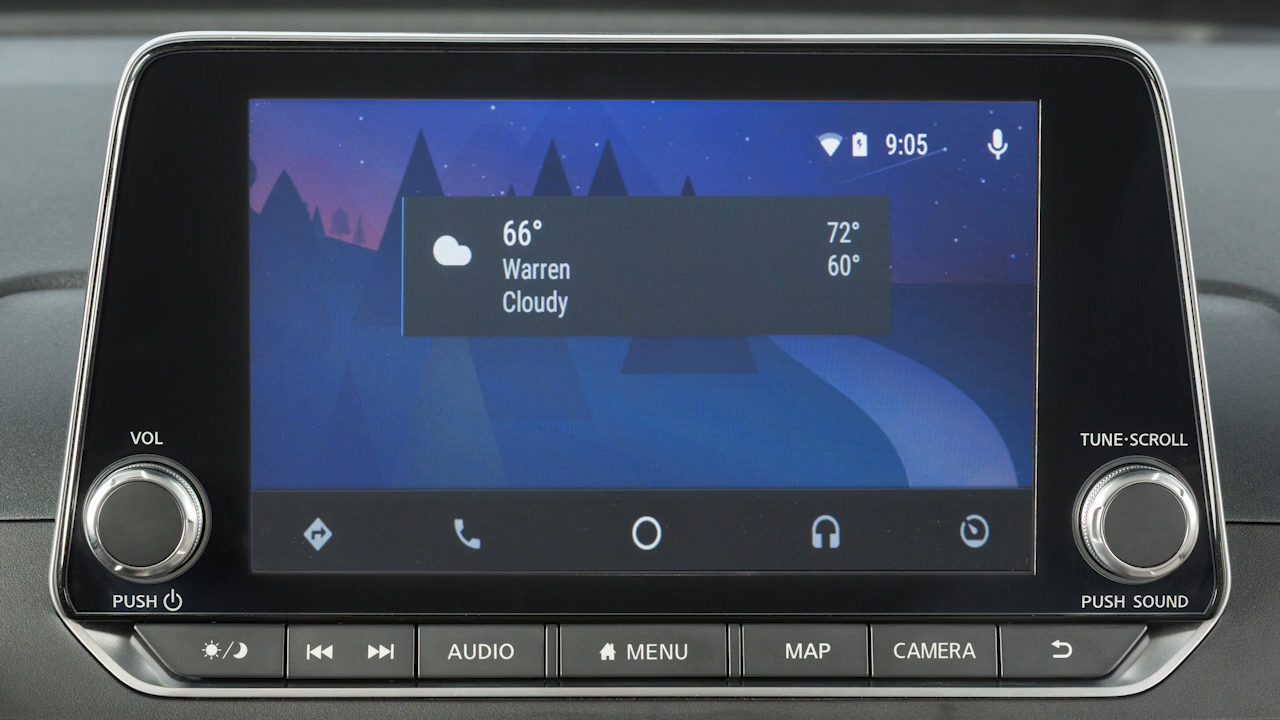 9:05
66° 72°
Warren 60°
Cloudy
VOL
TUNE·SCROLL
PUSH
PUSH SOUND
AUDIO MENU MAP CAMERA